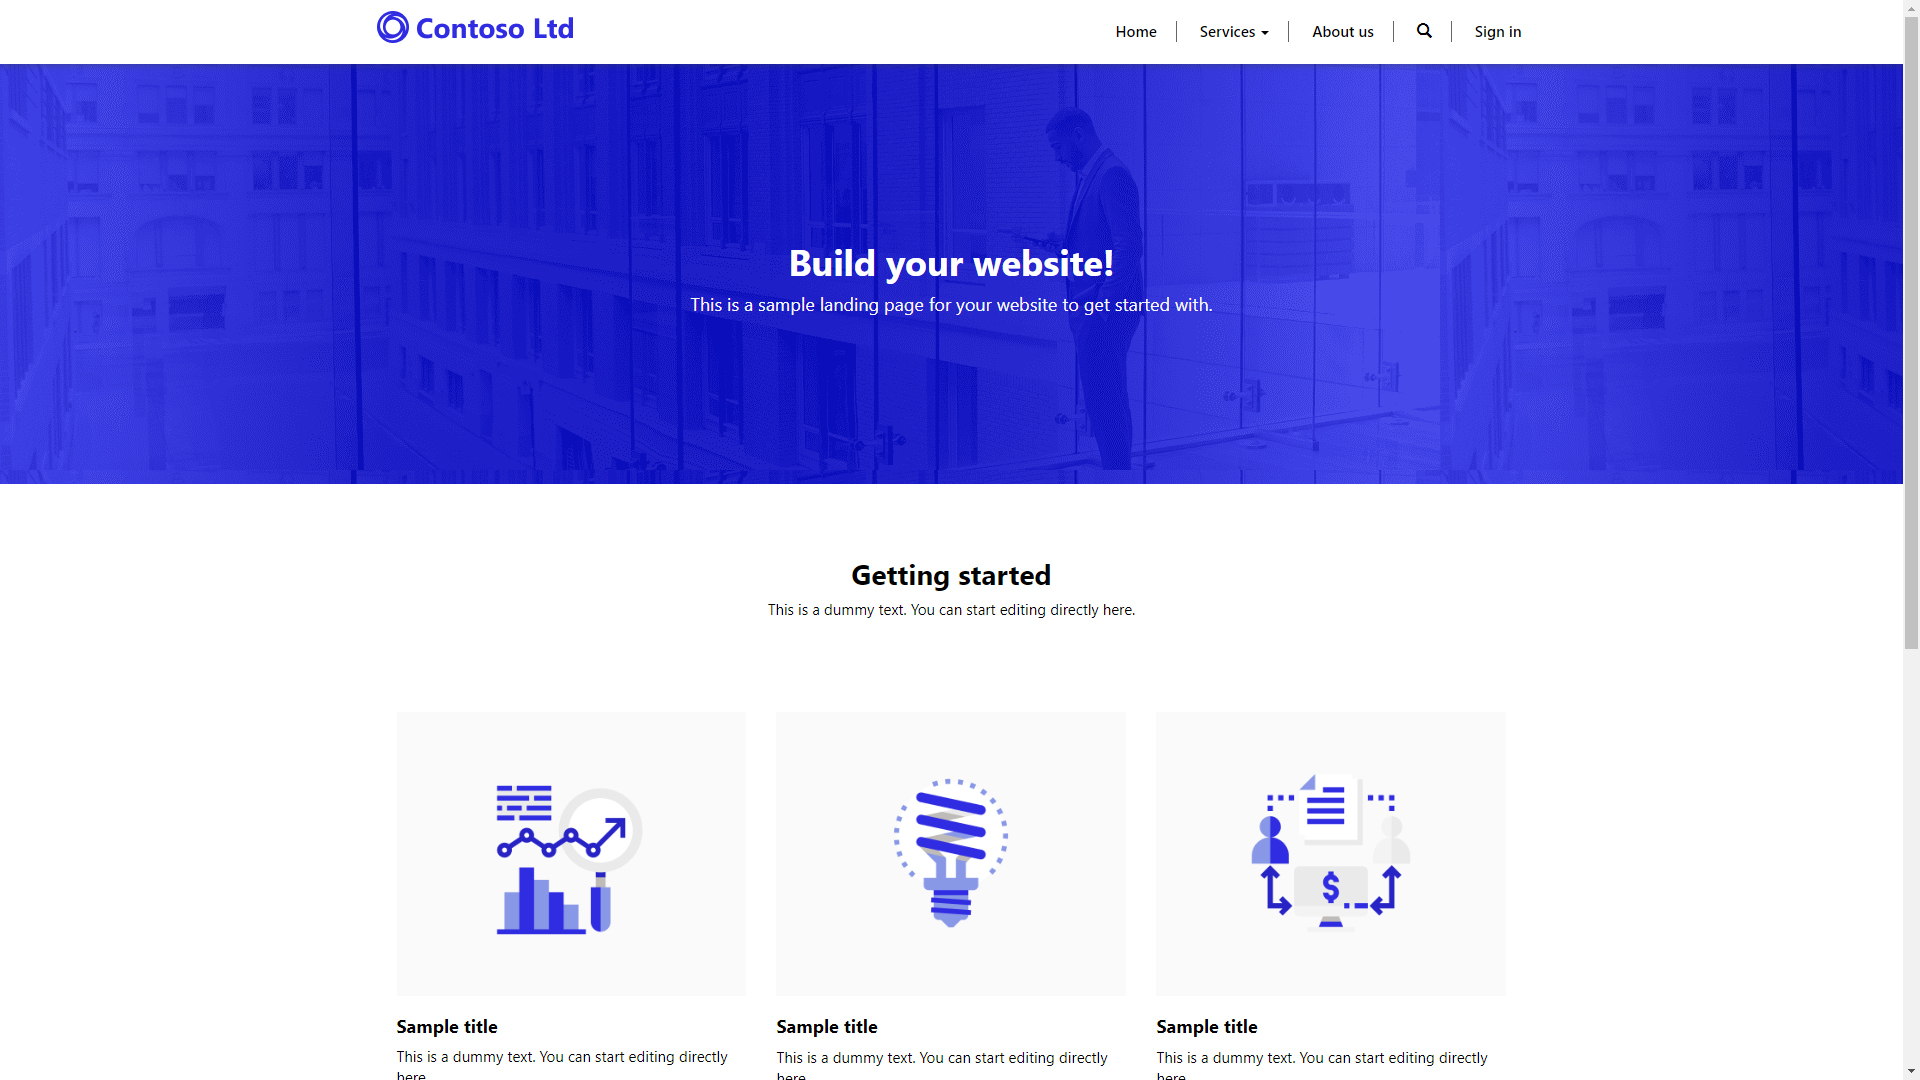 Contoso Ltd
Home
Services
About us
Sign in
Build your website!
This is a sample landing page for your website to get started with.
Getting started
This is a dummy text. You can start editing directly here.
$
Sample title
This is a dummy text. You can start editing directly
here.
Sample title
This is a dummy text. You can start editing directly
here.
Sample title
This is a dummy text. You can start editing directly
here.